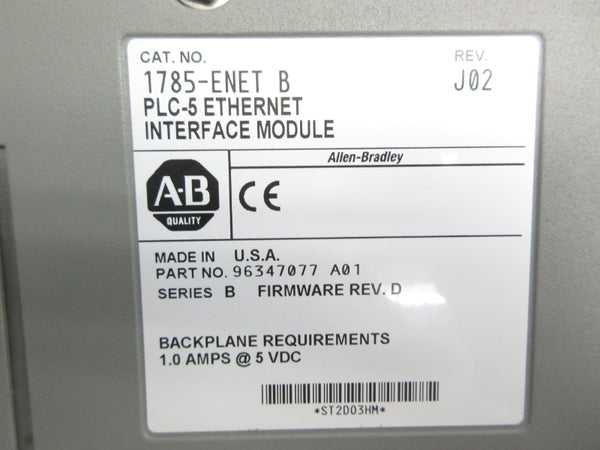 CAT. NO. REV.
1785-ENET B J02
PLC-5 ETHERNET
INTERFACE MODULE
Allen-Bradley
A-B
QUALITY
CE
MADE IN U.S.A.
PART NO. 96347077 A01
SERIES B FIRMWARE REV. D
BACKPLANE REQUIREMENTS
1.0 AMPS @ 5 VDC
*ST2D03HM*